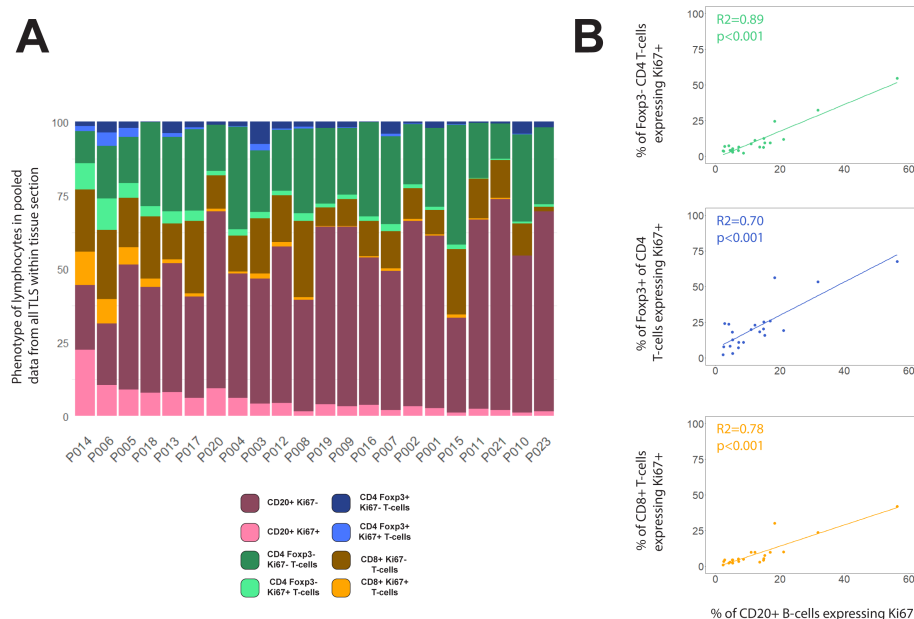 A
B
Phenotype of lymphocytes in pooled
data from all TLS within tissue section
100
75
50
25
0
P014
P006
P005
P018
P013
P017
P020
P004
P003
P012
P008
P019
P009
P016
P007
P002
P001
P015
P011
P021
P010
P023
CD20+ Ki67-
CD20+ Ki67+
CD4 Foxp3-
Ki67- T-cells
CD4 Foxp3-
Ki67+ T-cells
CD4 Foxp3+
Ki67- T-cells
CD4 Foxp3+
Ki67+ T-cells
CD8+ Ki67-
T-cells
CD8+ Ki67+
T-cells
% of Foxp3- CD4 T-cells
expressing Ki67+
100
75
50
25
0
R2=0.89
p<0.001
% of Foxp3+ of CD4
T-cells expressing Ki67+
100
75
50
25
0
R2=0.70
p<0.001
0
20
40
60
% of CD8+ T-cells
expressing Ki67+
100
75
50
25
0
R2=0.78
p<0.001
0
20
40
60
0
20
40
60
% of CD20+ B-cells expressing Ki67